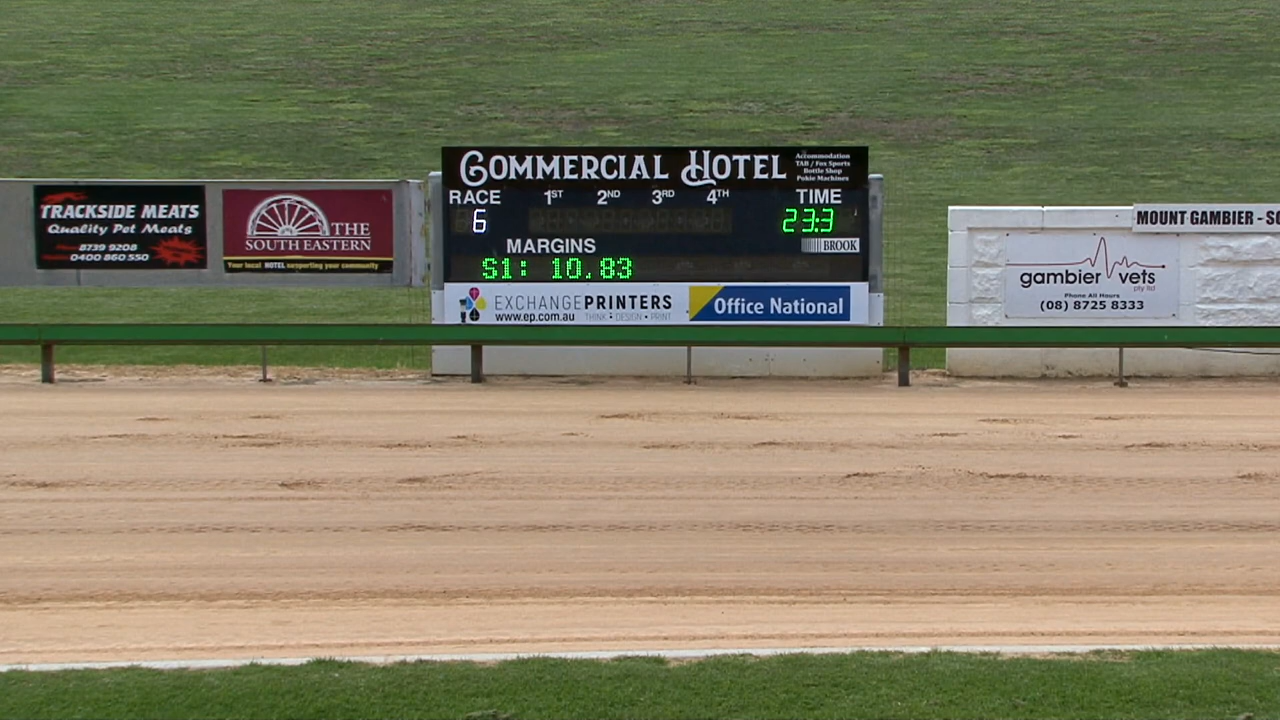 COMMERCIAL HOTEL
Accommodation
TAB / Fox Sports
Bottle Shop
Pokie Machines
RACE 1ST 2ND 3RD 4TH TIME
6 23.3
MARGINS
BROOK
S1: 10.83
EXCHANGEPRINTERS
www.ep.com.au THINK · DESIGN · PRINT
Office National
TRACKSIDE MEATS
Quality Pet Meats
8739 9208
0400 860 550
THE
SOUTH EASTERN
Your local HOTEL supporting your community
MOUNT GAMBIER - SO
gambier vets
pty ltd
Phone All Hours
(08) 8725 8333